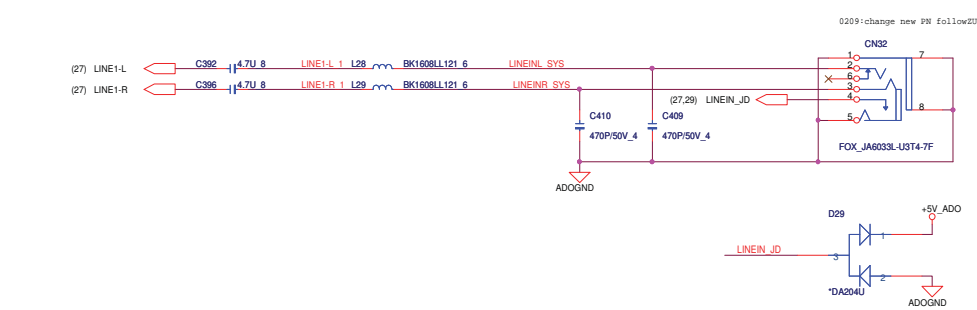 0209:change new PN followZU
CN32
(27) LINE1-L C392 4.7U_8 LINE1-L_1 L28 BK1608LL121_6 LINEINL_SYS
(27) LINE1-R C396 4.7U_8 LINE1-R_1 L29 BK1608LL121_6 LINEINR_SYS
1
2
6
3
4
5
7
8
(27,29) LINEIN_JD
C410
470P/50V_4
C409
470P/50V_4
FOX_JA6033L-U3T4-7F
ADOGND
D29
+5V_ADO
LINEIN_JD
1
3
2
*DA204U
ADOGND